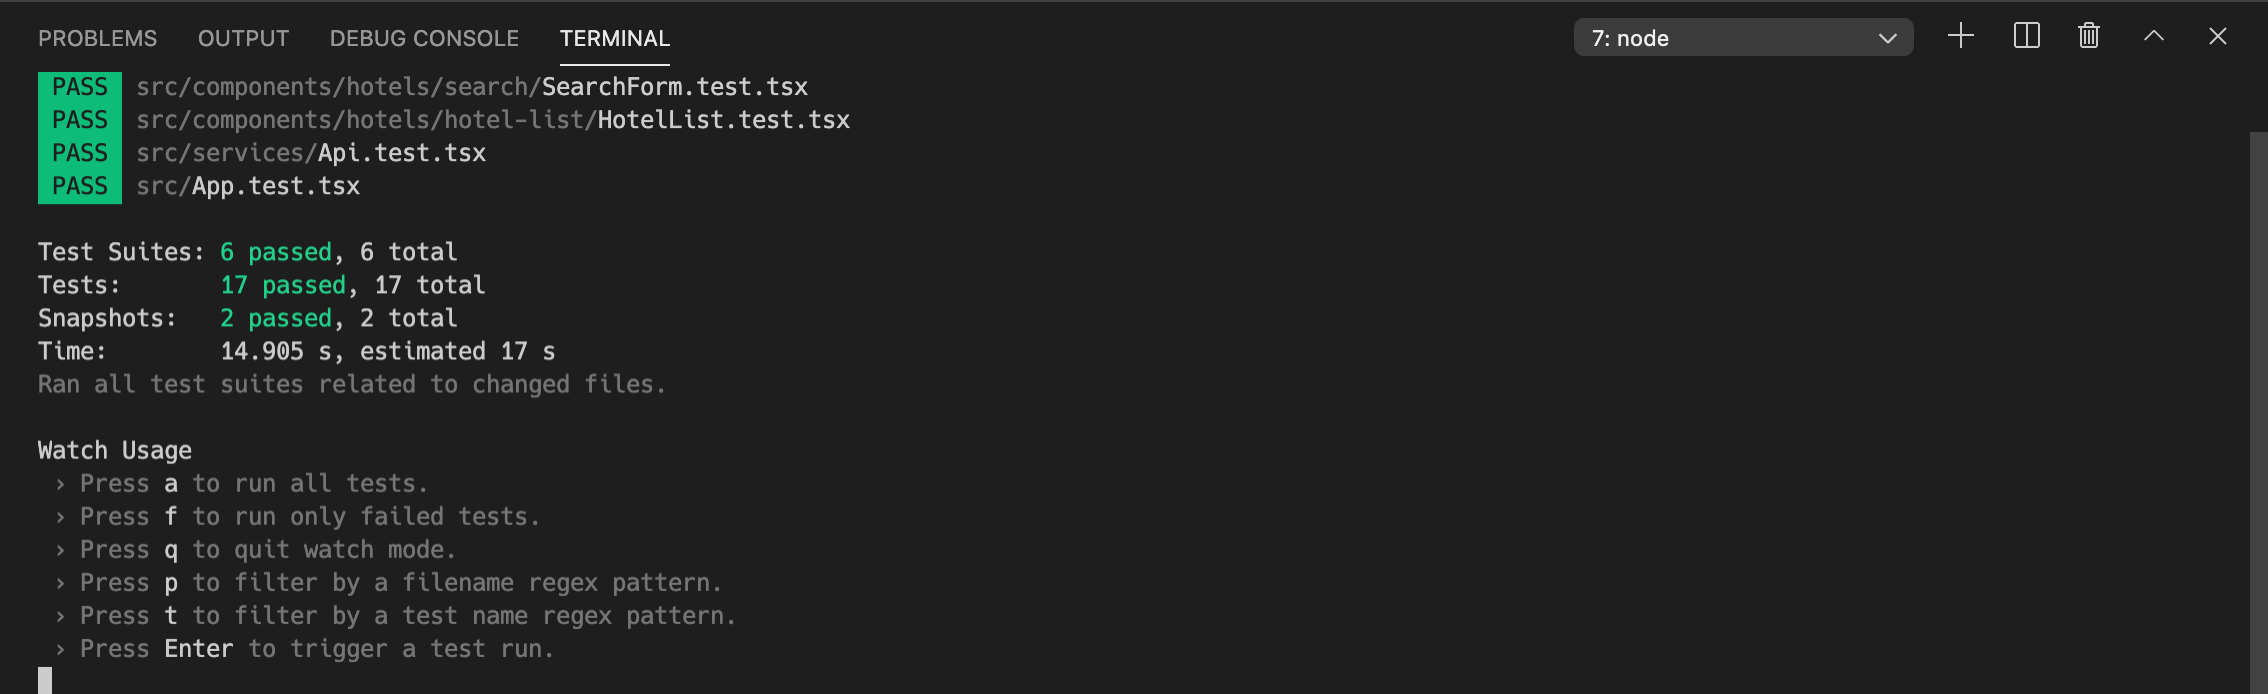 PROBLEMS OUTPUT DEBUG CONSOLE TERMINAL 7: node
PASS src/components/hotels/search/SearchForm.test.tsx
PASS src/components/hotels/hotel-list/HotelList.test.tsx
PASS src/services/Api.test.tsx
PASS src/App.test.tsx
Test Suites: 6 passed, 6 total
Tests: 17 passed, 17 total
Snapshots: 2 passed, 2 total
Time: 14.905 s, estimated 17 s
Ran all test suites related to changed files.
Watch Usage
› Press a to run all tests.
› Press f to run only failed tests.
› Press q to quit watch mode.
› Press p to filter by a filename regex pattern.
› Press t to filter by a test name regex pattern.
› Press Enter to trigger a test run.